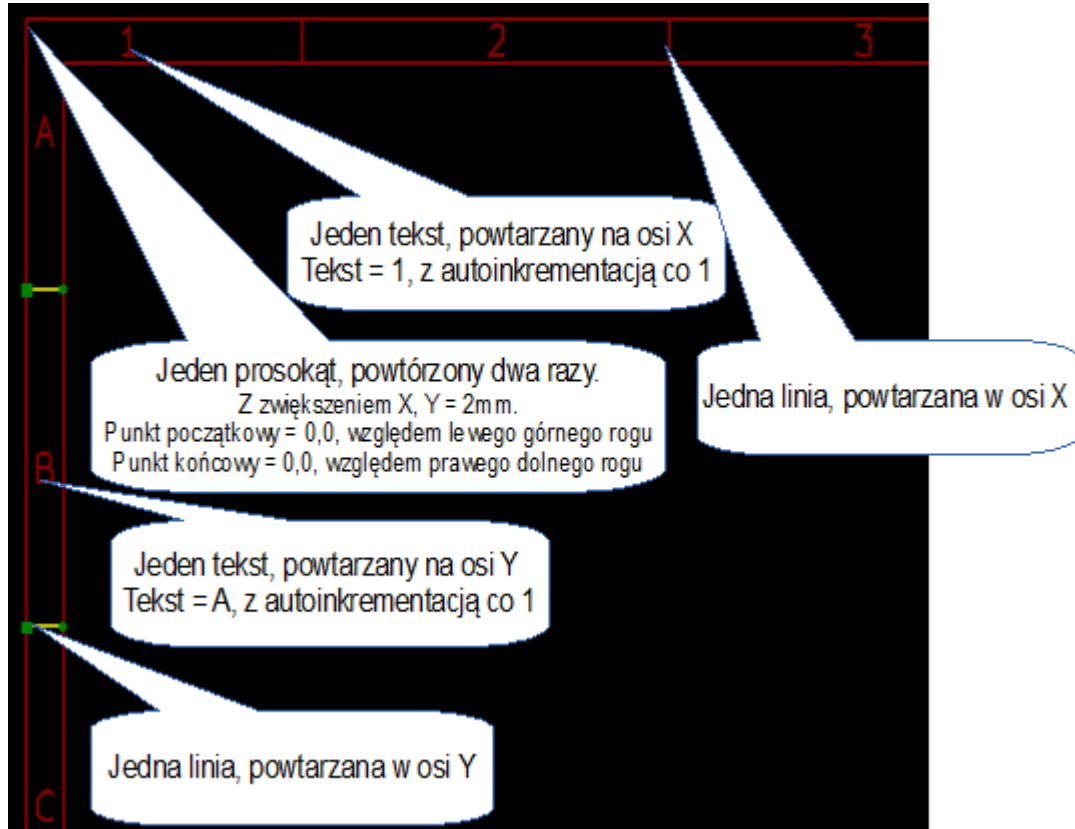 1 2 3
A
Jeden tekst, powtarzany na osi X
Tekst = 1, z autoinkrementacją co 1
Jeden prosokąt, powtórzony dwa razy.
Z zwiększeniem X, Y = 2mm.
Punkt początkowy = 0,0, względem lewego górnego rogu
Punkt końcowy = 0,0, względem prawego dolnego rogu
Jedna linia, powtarzana w osi X
B
Jeden tekst, powtarzany na osi Y
Tekst = A, z autoinkrementacją co 1
Jedna linia, powtarzana w osi Y
C